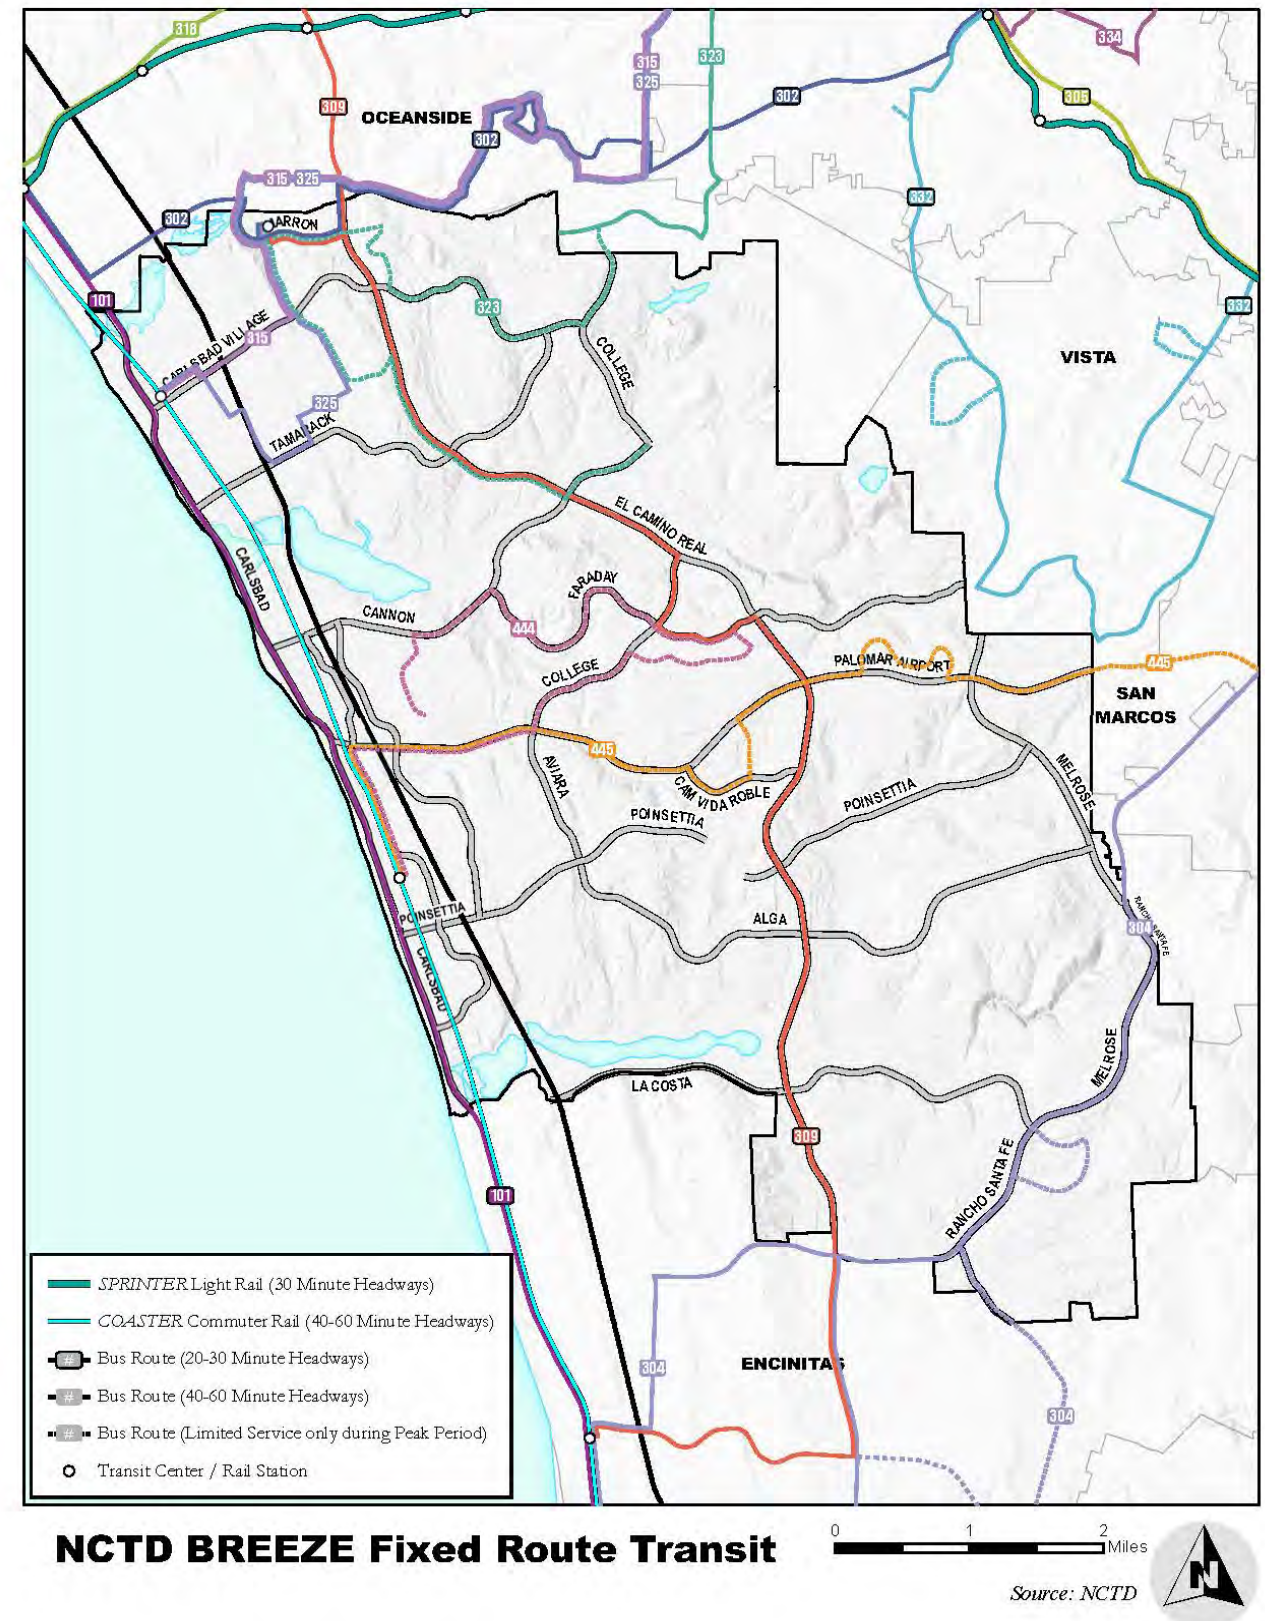 318
334
315
323
325
302
305
309
OCEANSIDE
302
315 325
332
302
332
101
323
CARLSBAD VILLAGE
315
COLLEGE
VISTA
325
TAMARACK
EL CAMINO REAL
CARLSBAD
FARADAY
CANNON
444
COLLEGE
PALOMAR AIRPORT
445
SAN
MARCOS
445
AVIARA
CAM VIDA ROBLE
MELROSE
POINSETTIA
POINSETTIA
POINSETTIA
ALGA
304
CARLSBAD
MELROSE
LA COSTA
309
RANCHO SANTA FE
101
ENCINITAS
304
304
SPRINTER Light Rail (30 Minute Headways)
COASTER Commuter Rail (40-60 Minute Headways)
# Bus Route (20-30 Minute Headways)
# Bus Route (40-60 Minute Headways)
# Bus Route (Limited Service only during Peak Period)
Transit Center / Rail Station
NCTD BREEZE Fixed Route Transit
0 1 2
Miles
N
Source: NCTD